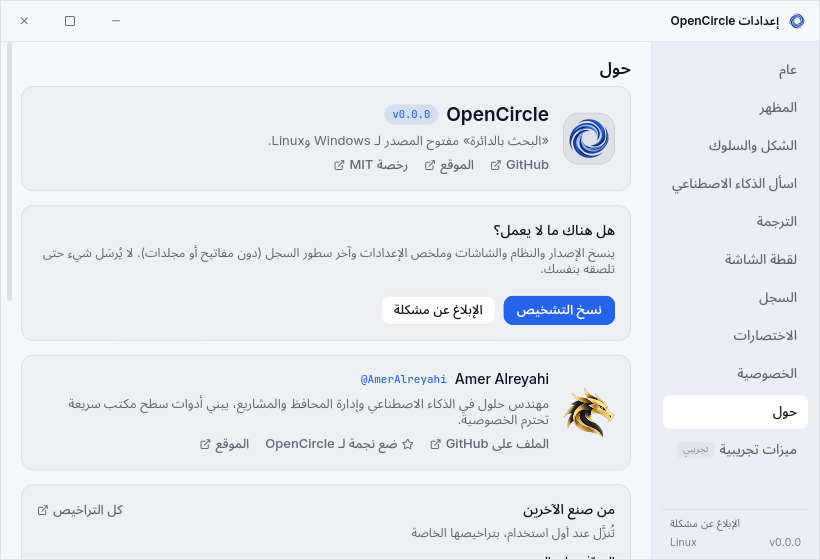 إعدادات OpenCircle
عام
المظهر
الشكل والسلوك
اسأل الذكاء الاصطناعي
الترجمة
لقطة الشاشة
السجل
الاختصارات
الخصوصية
حول
ميزات تجريبية تجريبي
الإبلاغ عن مشكلة
v0.0.0 Linux
حول
OpenCircle v0.0.0
«البحث بالدائرة» مفتوح المصدر لـ Windows وLinux.
GitHub الموقع رخصة MIT
هل هناك ما لا يعمل؟
ينسخ الإصدار والنظام والشاشات وملخص الإعدادات وآخر سطور السجل (دون مفاتيح أو مجلدات). لا يُرسَل شيء حتى
تلصقه بنفسك.
نسخ التشخيص الإبلاغ عن مشكلة
Amer Alreyahi @AmerAlreyahi
مهندس حلول في الذكاء الاصطناعي وإدارة المحافظ والمشاريع، يبني أدوات سطح مكتب سريعة
تحترم الخصوصية.
الملف على GitHub ضع نجمة لـ OpenCircle الموقع
من صنع الآخرين كل التراخيص
تُنزَّل عند أول استخدام، بتراخيصها الخاصة